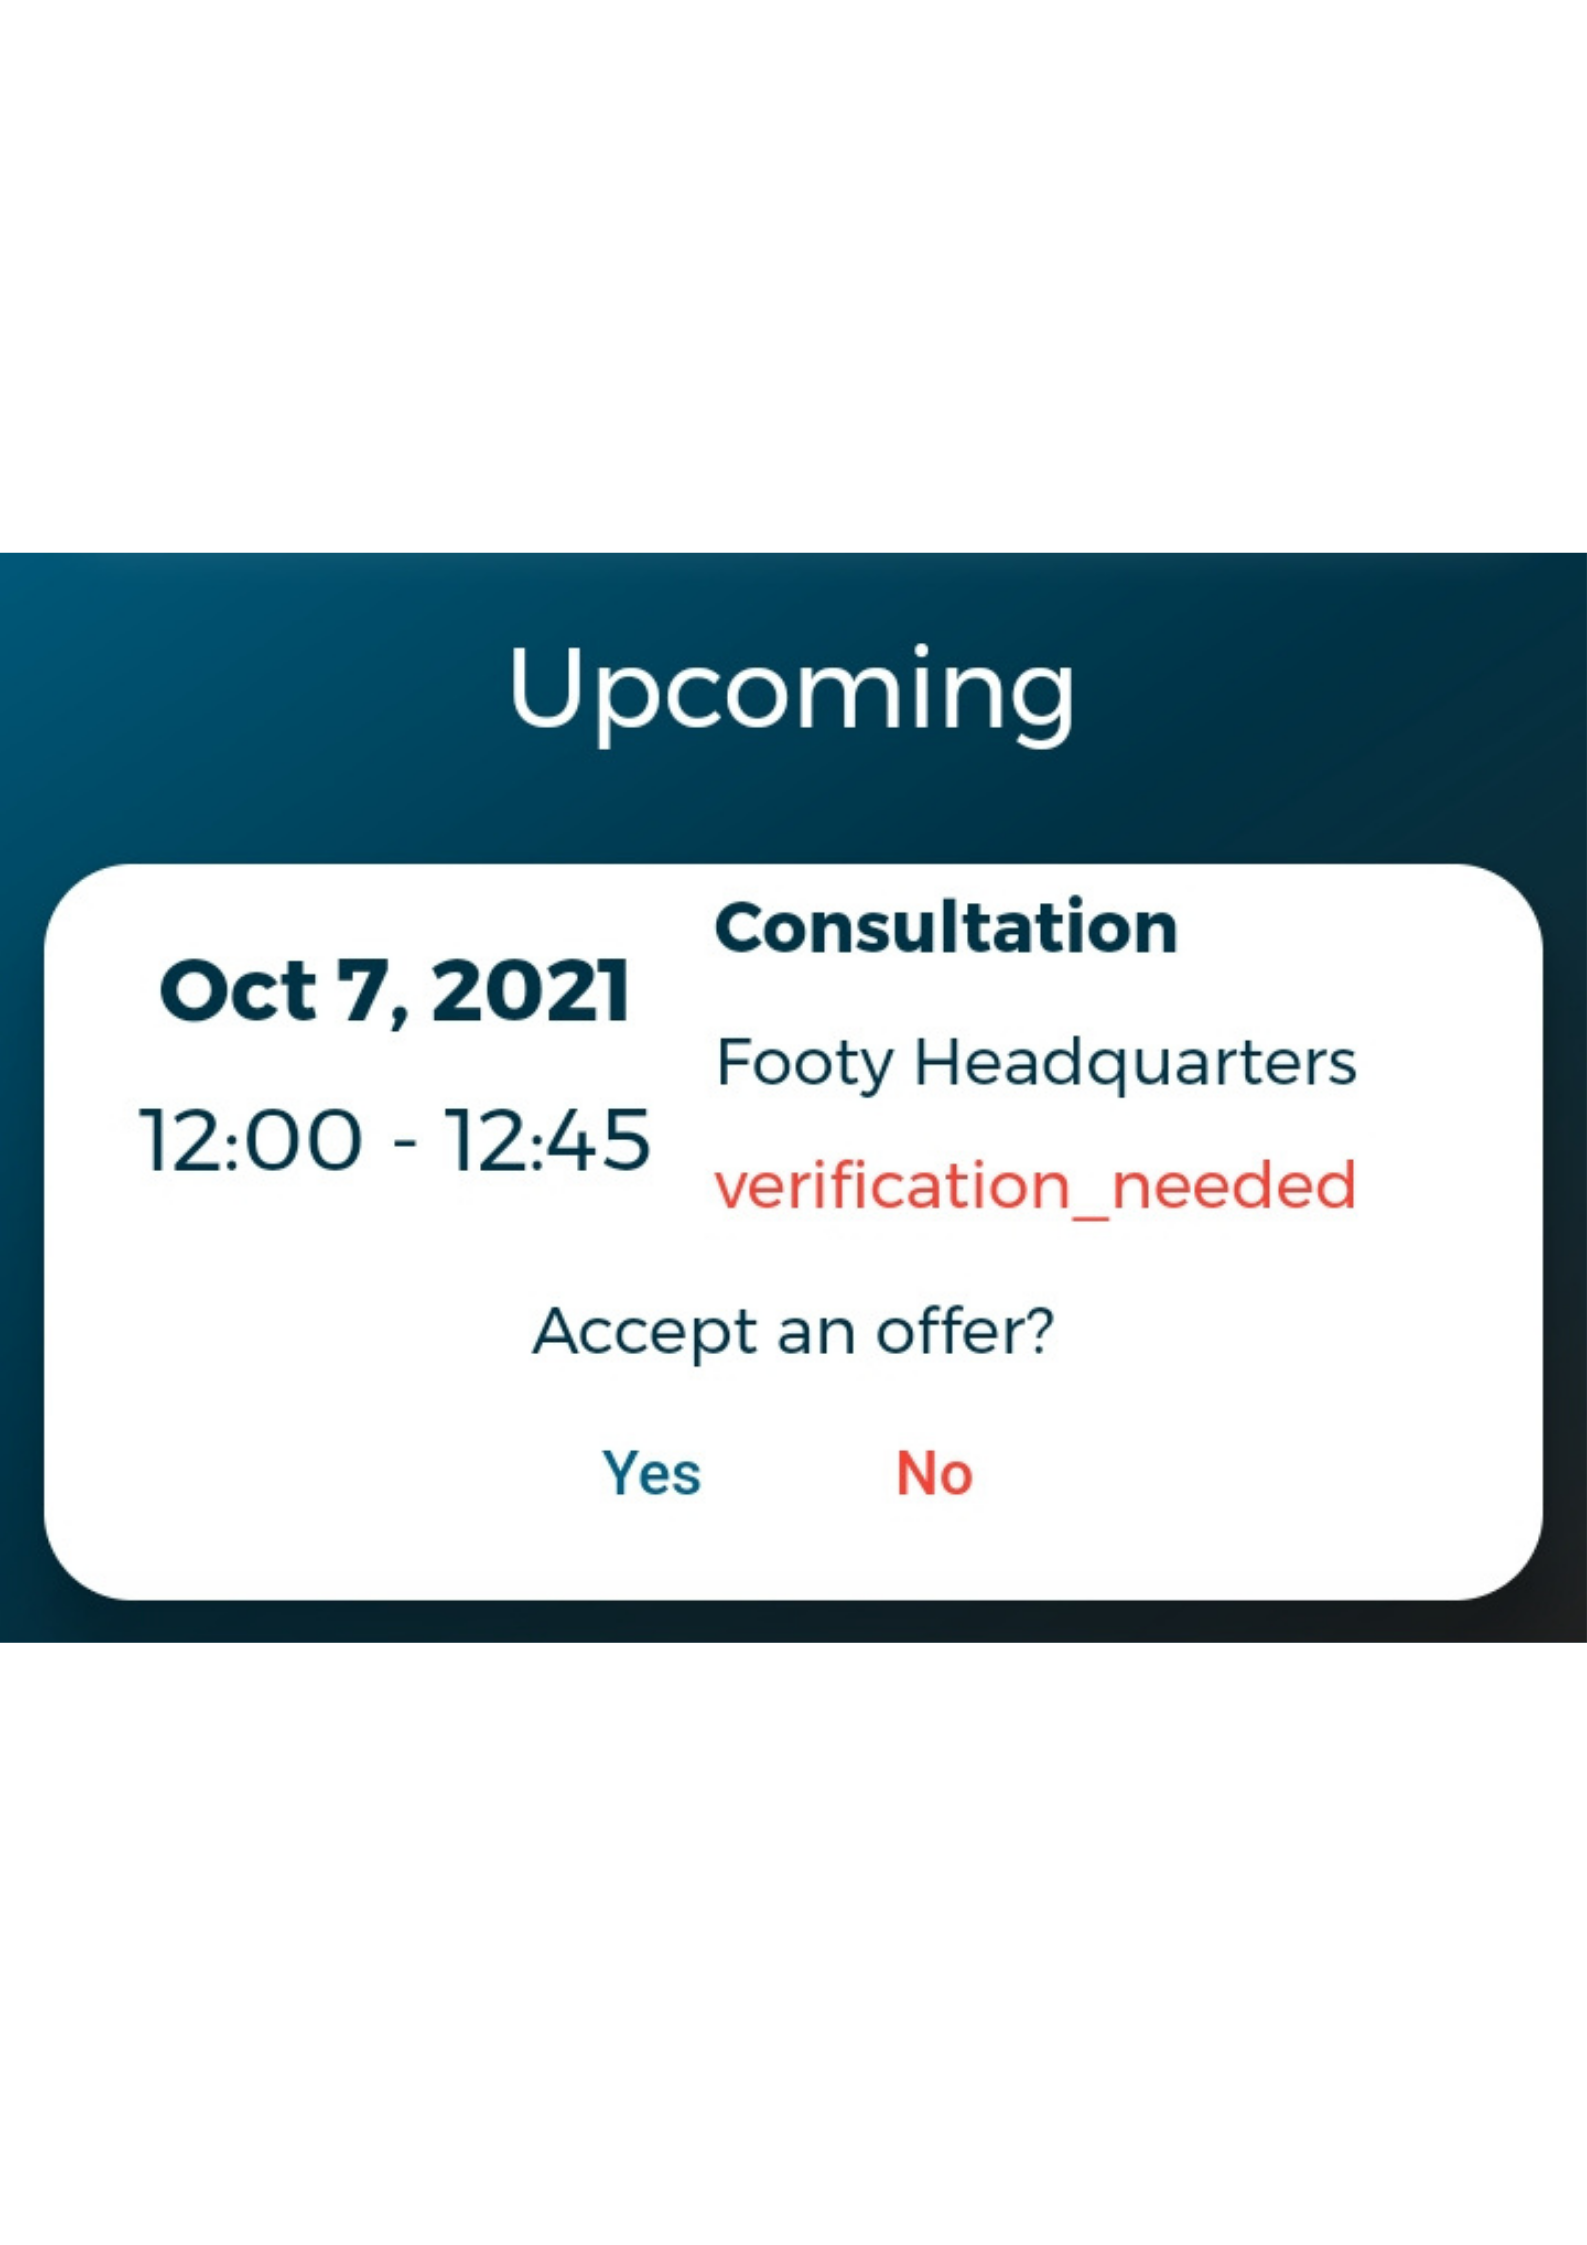 Upcoming
Oct 7, 2021
12:00 - 12:45
Consultation
Footy Headquarters
verification_needed
Accept an offer?
Yes
No